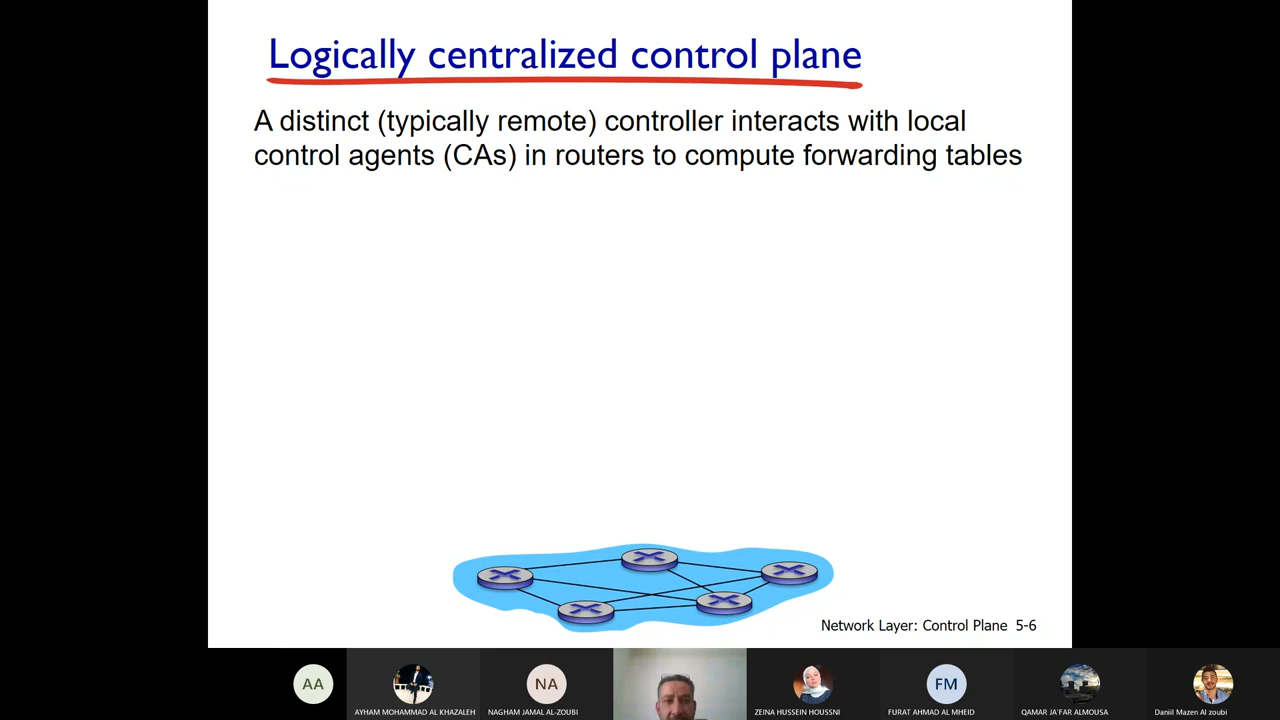 Logically centralized control plane
A distinct (typically remote) controller interacts with local
control agents (CAs) in routers to compute forwarding tables
Network Layer: Control Plane 5-6
AA
NA
FM
AYHAM MOHAMMAD AL KHAZALEH
NAGHAM JAMAL AL-ZOUBI
ZEINA HUSSEIN HOUSSNI
FURAT AHMAD AL MHEID
QAMAR JA'FAR ALMOUSA
Daniil Mazen Al zoubi